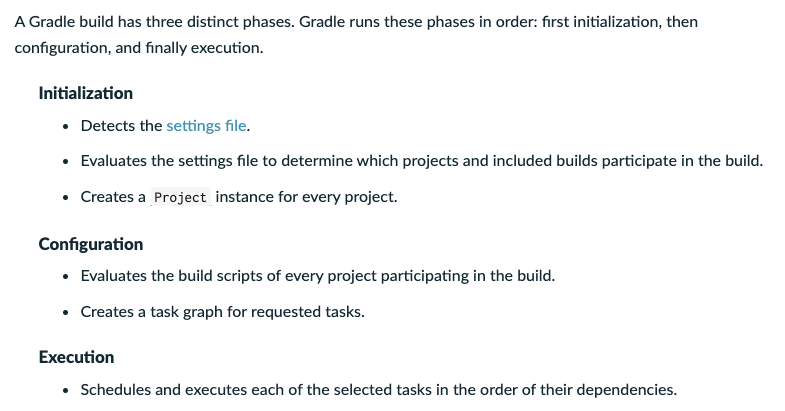 A Gradle build has three distinct phases. Gradle runs these phases in order: first initialization, then
configuration, and finally execution.
Initialization
• Detects the settings file.
• Evaluates the settings file to determine which projects and included builds participate in the build.
• Creates a Project instance for every project.
Configuration
• Evaluates the build scripts of every project participating in the build.
• Creates a task graph for requested tasks.
Execution
• Schedules and executes each of the selected tasks in the order of their dependencies.